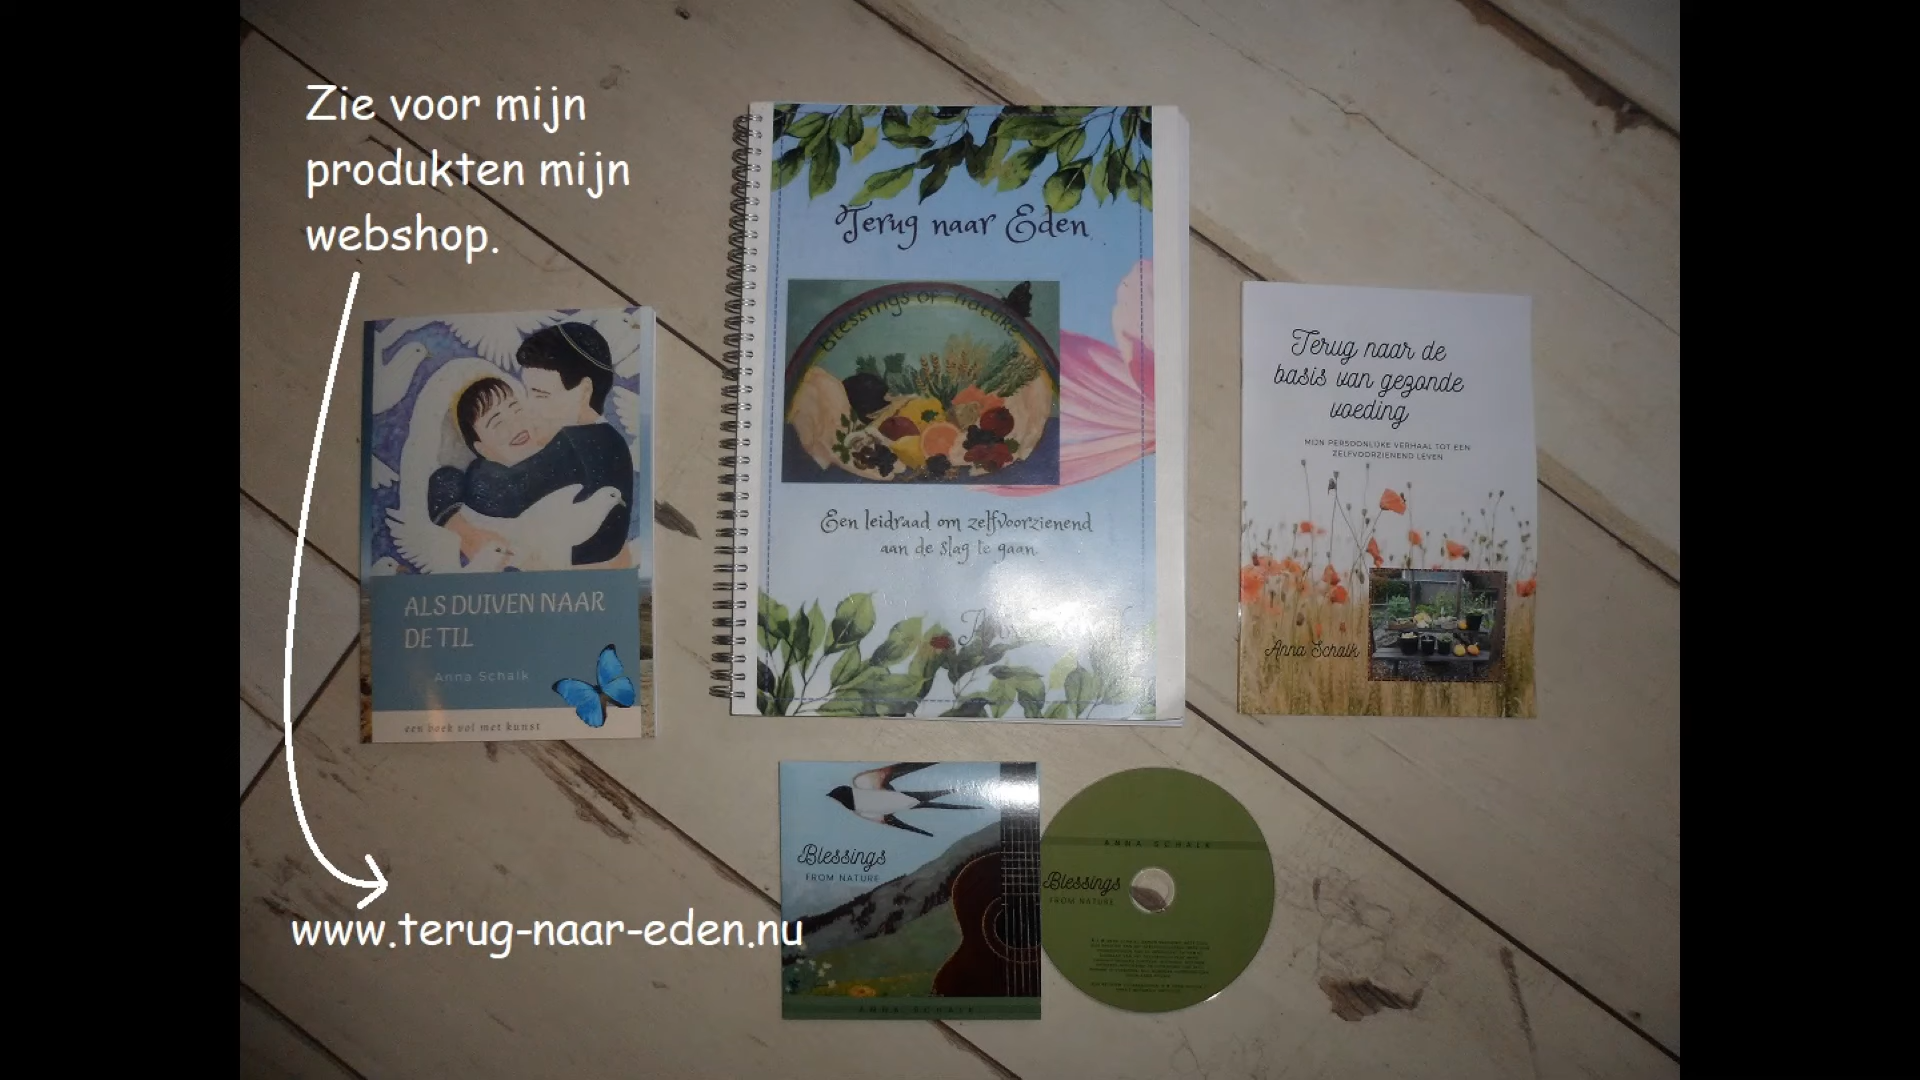 Zie voor mijn
produkten mijn
webshop.
www.terug-naar-eden.nu
ALS DUIVEN NAAR
DE TIL
Anna Schalk
een boek vol met kunst
Terug naar Eden
Blessings of nature
Een leidraad om zelfvoorzienend
aan de slag te gaan
Terug naar de
basis van gezonde
voeding
MIJN PERSOONLIJKE VERHAAL TOT EEN
ZELFVOORZIENEND LEVEN
Anna Schalk
Blessings
FROM NATURE
ANNA SCHALK
ANNA SCHALK
Blessings
FROM NATURE